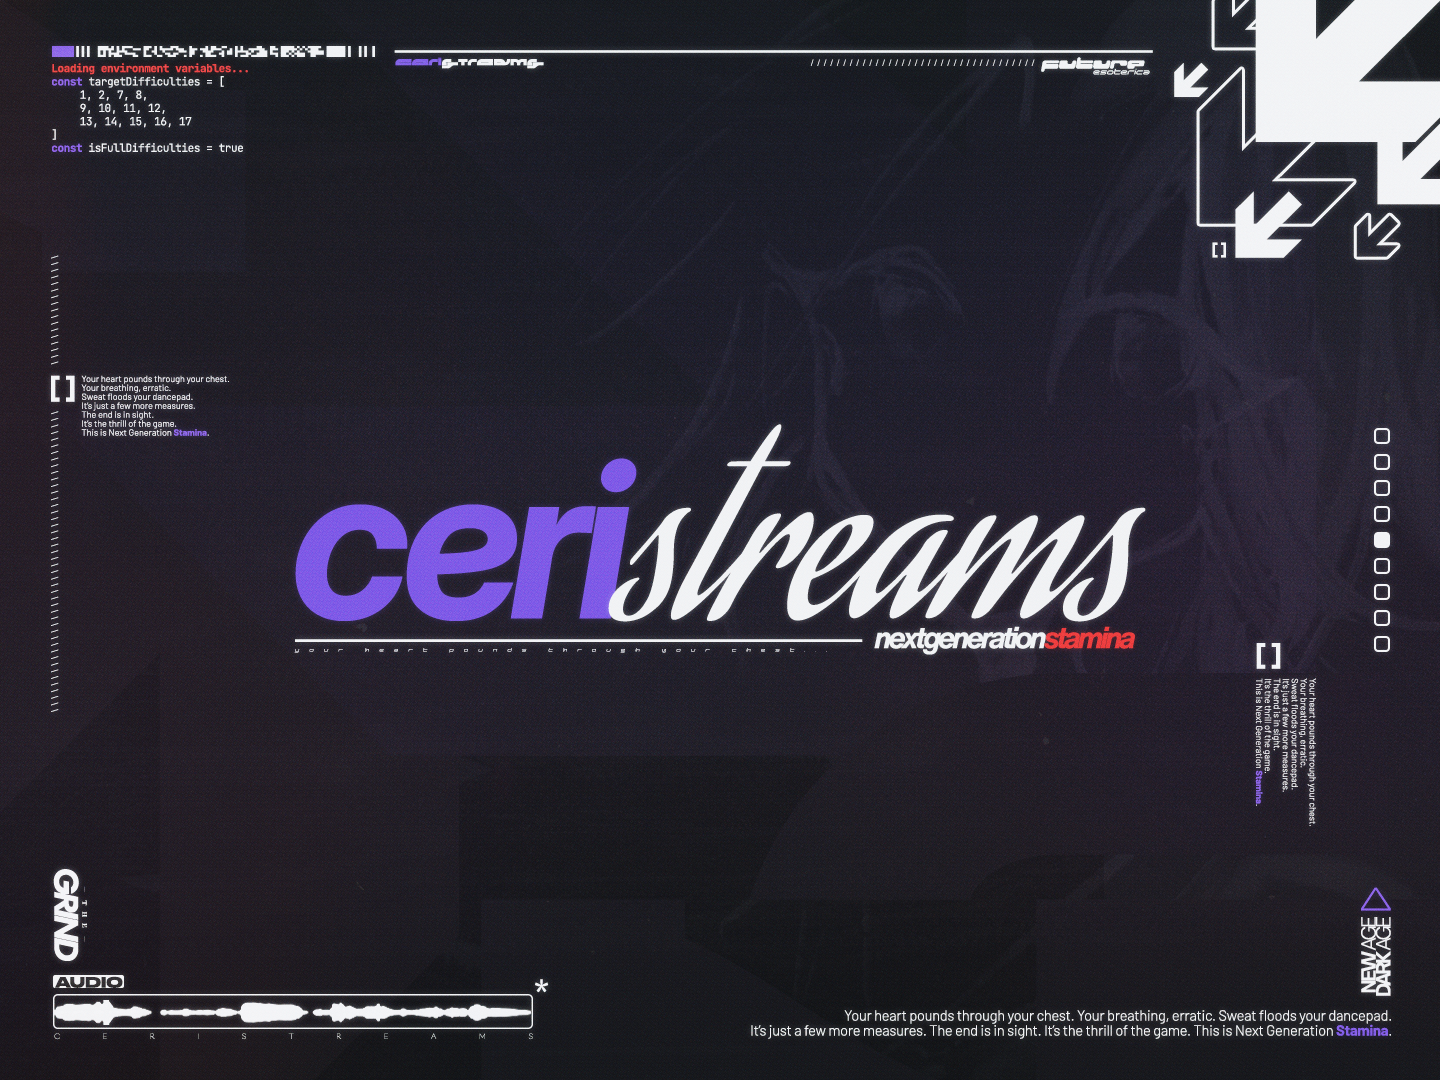 Loading environment variables...
const targetDifficulties = [
1, 2, 7, 8,
9, 10, 11, 12,
13, 14, 15, 16, 17
]
const isFullDifficulties = true
ceristreams
future
esoterica
[]
[]
Your heart pounds through your chest.
Your breathing, erratic.
Sweat floods your dancepad.
It's just a few more measures.
The end is in sight.
It's the thrill of the game.
This is Next Generation Stamina.
ceristreams
nextgenerationstamina
[]
Your heart pounds through your chest.
Your breathing, erratic.
Sweat floods your dancepad.
It's just a few more measures.
The end is in sight.
It's the thrill of the game.
This is Next Generation Stamina.
THE
GRIND
AUDIO
*
CERISTREAMS
NEW AGE
DARK AGE
Your heart pounds through your chest. Your breathing, erratic. Sweat floods your dancepad.
It's just a few more measures. The end is in sight. It's the thrill of the game. This is Next Generation Stamina.